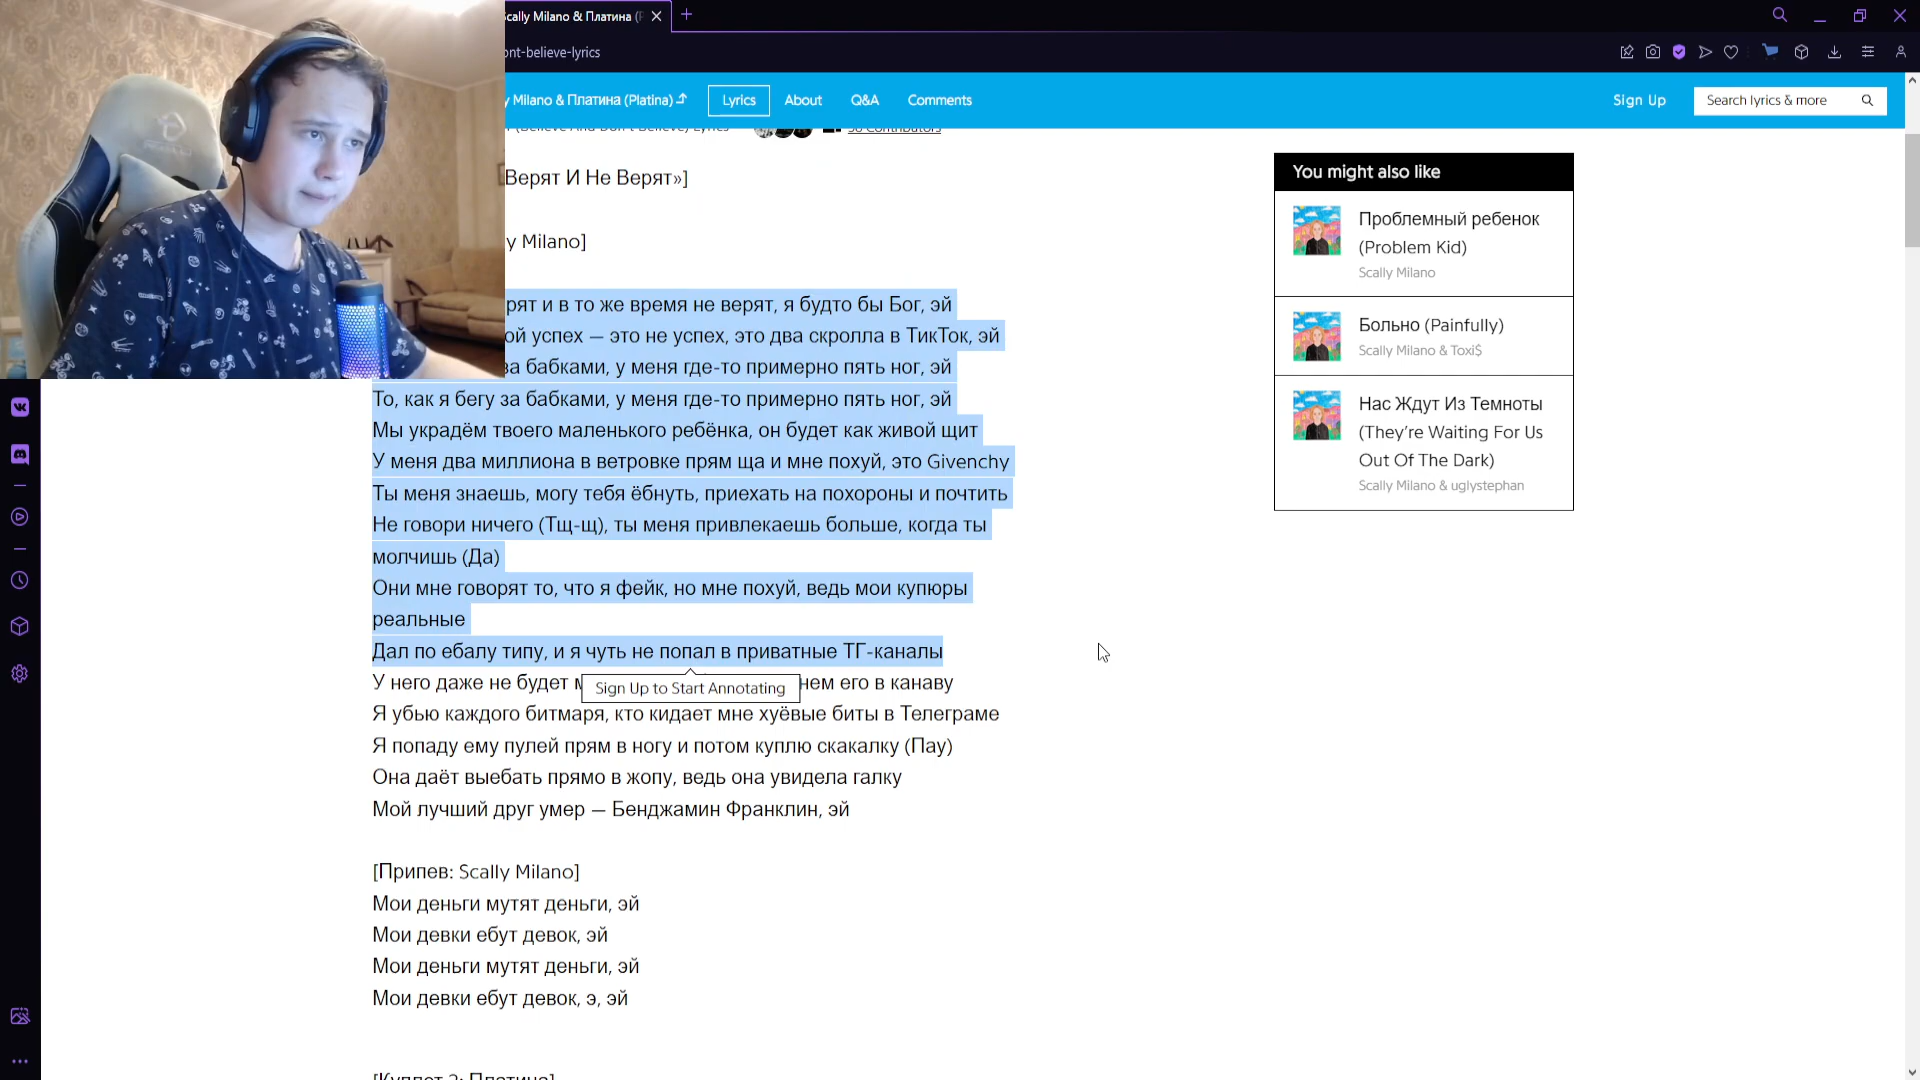 Scally Milano & Платина (P
ont-believe-lyrics
y Milano & Платина (Platina)
Lyrics
About
Q&A
Comments
Sign Up
Search lyrics & more
(Believe And Don't Believe) Lyrics
Contributors
Верят И Не Верят»]
y Milano]
рят и в то же время не верят, я будто бы Бог, эй
ой успех — это не успех, это два скролла в ТикТок, эй
за бабками, у меня где-то примерно пять ног, эй
То, как я бегу за бабками, у меня где-то примерно пять ног, эй
Мы украдём твоего маленького ребёнка, он будет как живой щит
У меня два миллиона в ветровке прям ща и мне похуй, это Givenchy
Ты меня знаешь, могу тебя ёбнуть, приехать на похороны и почтить
Не говори ничего (Тщ-щ), ты меня привлекаешь больше, когда ты
молчишь (Да)
Они мне говорят то, что я фейк, но мне похуй, ведь мои купюры
реальные
Дал по ебалу типу, и я чуть не попал в приватные ТГ-каналы
У него даже не будет м
нем его в канаву
Sign Up to Start Annotating
Я убью каждого битмаря, кто кидает мне хуёвые биты в Телеграме
Я попаду ему пулей прям в ногу и потом куплю скакалку (Пау)
Она даёт выебать прямо в жопу, ведь она увидела галку
Мой лучший друг умер — Бенджамин Франклин, эй
[Припев: Scally Milano]
Мои деньги мутят деньги, эй
Мои девки ебут девок, эй
Мои деньги мутят деньги, эй
Мои девки ебут девок, э, эй
[Куплет 2: Платина]
You might also like
Проблемный ребенок
(Problem Kid)
Scally Milano
Больно (Painfully)
Scally Milano & Toxi$
Нас Ждут Из Темноты
(They're Waiting For Us
Out Of The Dark)
Scally Milano & uglystephan